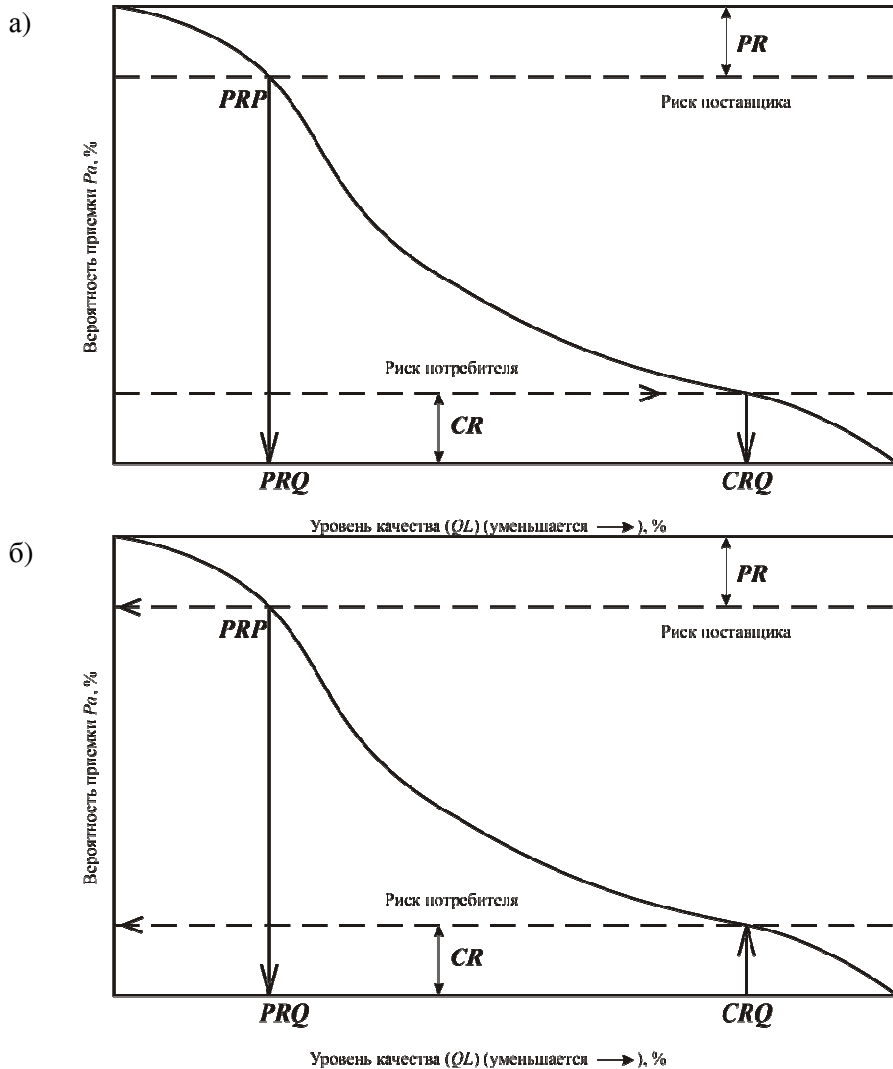 а)
PR
PRP
Риск поставщика
Вероятность приемки Pa, %
Риск потребителя
CR
PRQ
CRQ
Уровень качества (QL) (уменьшается →), %
б)
PR
PRP
Риск поставщика
Вероятность приемки Pa, %
Риск потребителя
CR
PRQ
CRQ
Уровень качества (QL) (уменьшается →), %